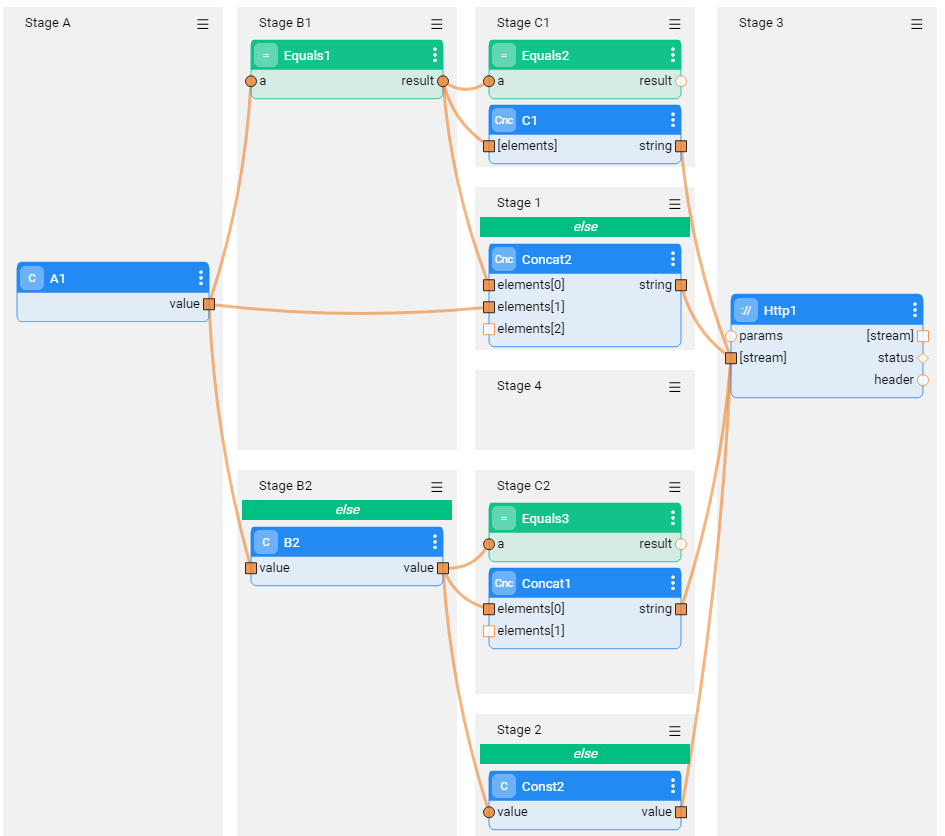 Stage A
C A1
value
Stage B1
= Equals1
a result
Stage B2
else
C B2
value value
Stage C1
= Equals2
a result
Cnc C1
[elements] string
Stage 1
else
Cnc Concat2
elements[0] string
elements[1]
elements[2]
Stage 4
Stage C2
= Equals3
a result
Cnc Concat1
elements[0] string
elements[1]
Stage 2
else
C Const2
value value
Stage 3
:// Http1
params [stream]
[stream] status
header